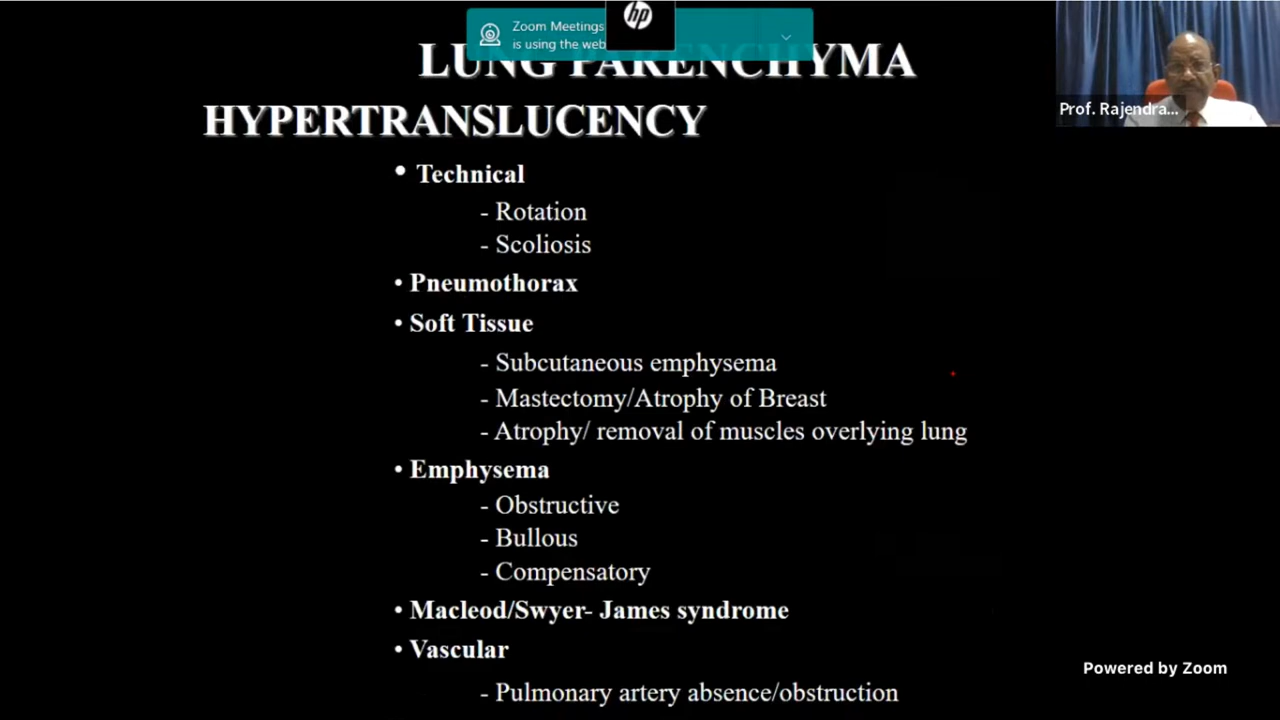 Zoom Meetings
is using the web
hp
LUNG PARENCHYMA
HYPERTRANSLUCENCY
Prof. Rajendra...
• Technical
- Rotation
- Scoliosis
• Pneumothorax
• Soft Tissue
- Subcutaneous emphysema
- Mastectomy/Atrophy of Breast
- Atrophy/ removal of muscles overlying lung
• Emphysema
- Obstructive
- Bullous
- Compensatory
• Macleod/Swyer- James syndrome
• Vascular
- Pulmonary artery absence/obstruction
Powered by Zoom